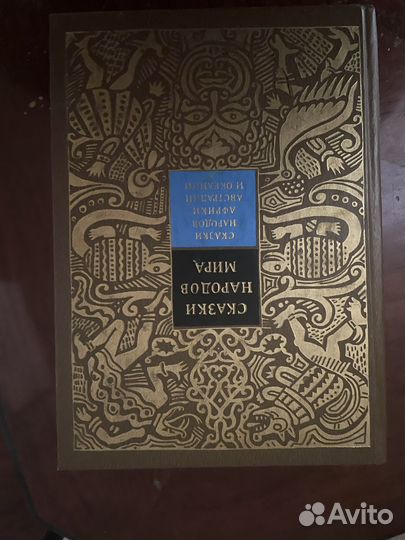 СКАЗКИ
НАРОДОВ
МИРА
СКАЗКИ
НАРОДОВ
АФРИКИ
АВСТРАЛИИ
И ОКЕАНИИ
Avito